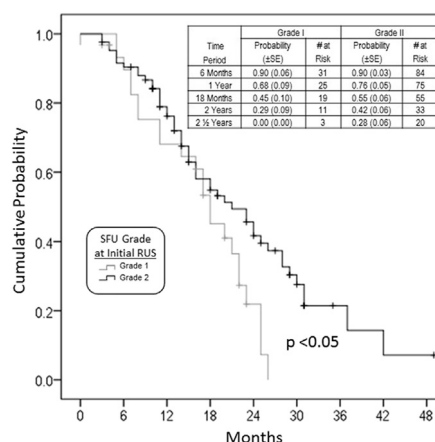 Grade I Grade II
Time Period Probability (±SE) # at Risk Probability (±SE) # at Risk
6 Months 0.90 (0.06) 31 0.90 (0.03) 84
1 Year 0.68 (0.09) 25 0.76 (0.05) 75
18 Months 0.45 (0.10) 19 0.55 (0.06) 55
2 Years 0.29 (0.09) 11 0.42 (0.06) 33
2 ½ Years 0.00 (0.00) 3 0.28 (0.06) 20
Cumulative Probability
1.0
0.8
0.6
0.4
0.2
0.0
SFU Grade
at Initial RUS
Grade 1
Grade 2
p <0.05
0 6 12 18 24 30 36 42 48
Months